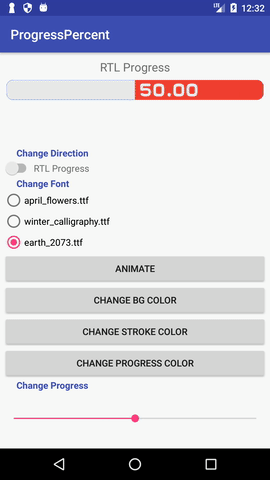 LTE 12:32
ProgressPercent
RTL Progress
50.00
Change Direction
RTL Progress
Change Font
april_flowers.ttf
winter_calligraphy.ttf
earth_2073.ttf
ANIMATE
CHANGE BG COLOR
CHANGE STROKE COLOR
CHANGE PROGRESS COLOR
Change Progress